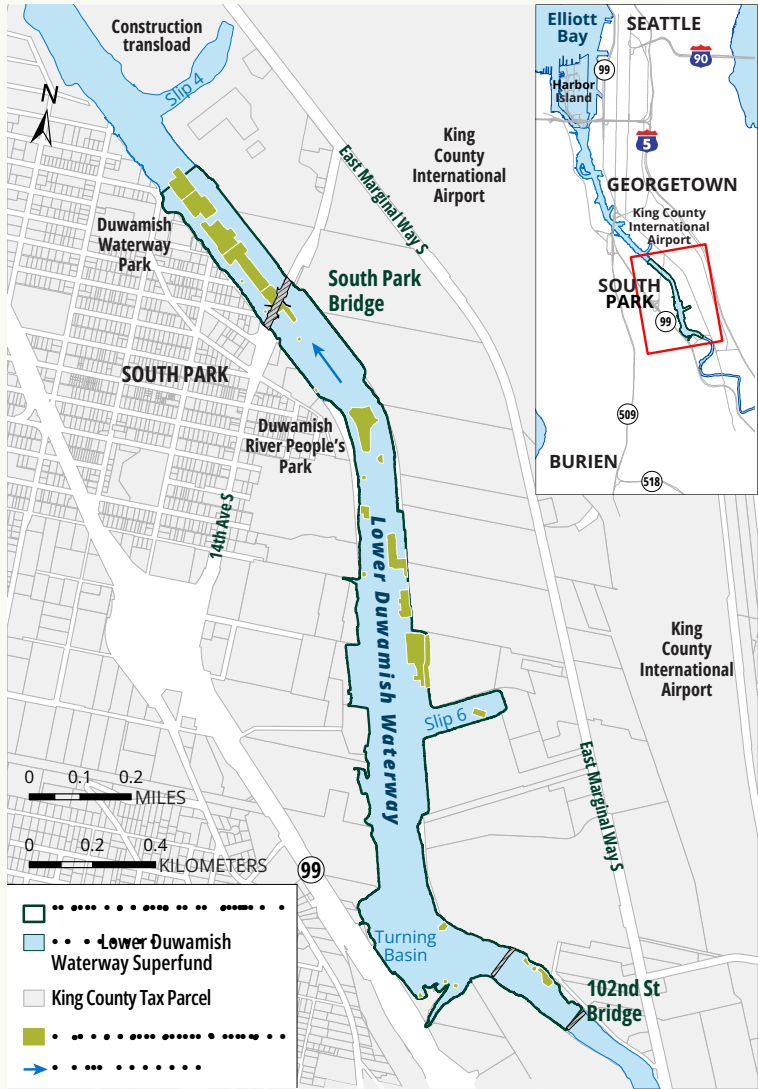 Construction
transload
Slip 4
N
King
County
International
Airport
East Marginal Way S
Duwamish
Waterway
Park
South Park
Bridge
SOUTH PARK
Duwamish
River People's
Park
14th Ave S
Lower Duwamish Waterway
King
County
International
Airport
Slip 6
East Marginal Way S
0 0.1 0.2
MILES
0 0.2 0.4
KILOMETERS
99
Turning
Basin
102nd St
Bridge
Lower Duwamish
Waterway Superfund
King County Tax Parcel
Elliott
Bay
SEATTLE
99
90
Harbor
Island
5
GEORGETOWN
King County
International
Airport
SOUTH
PARK
99
509
BURIEN
518